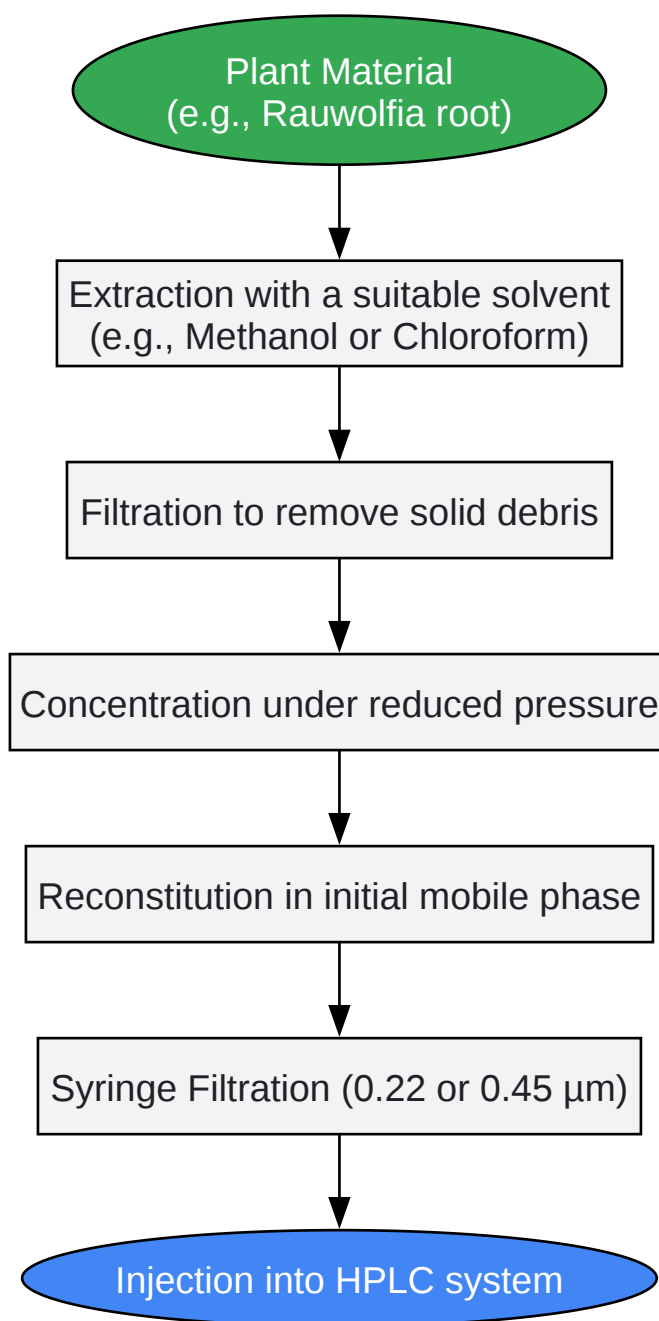 Plant Material
(e.g., Rauwolfia root)
Extraction with a suitable solvent
(e.g., Methanol or Chloroform)
Filtration to remove solid debris
Concentration under reduced pressure
Reconstitution in initial mobile phase
Syringe Filtration (0.22 or 0.45 µm)
Injection into HPLC system